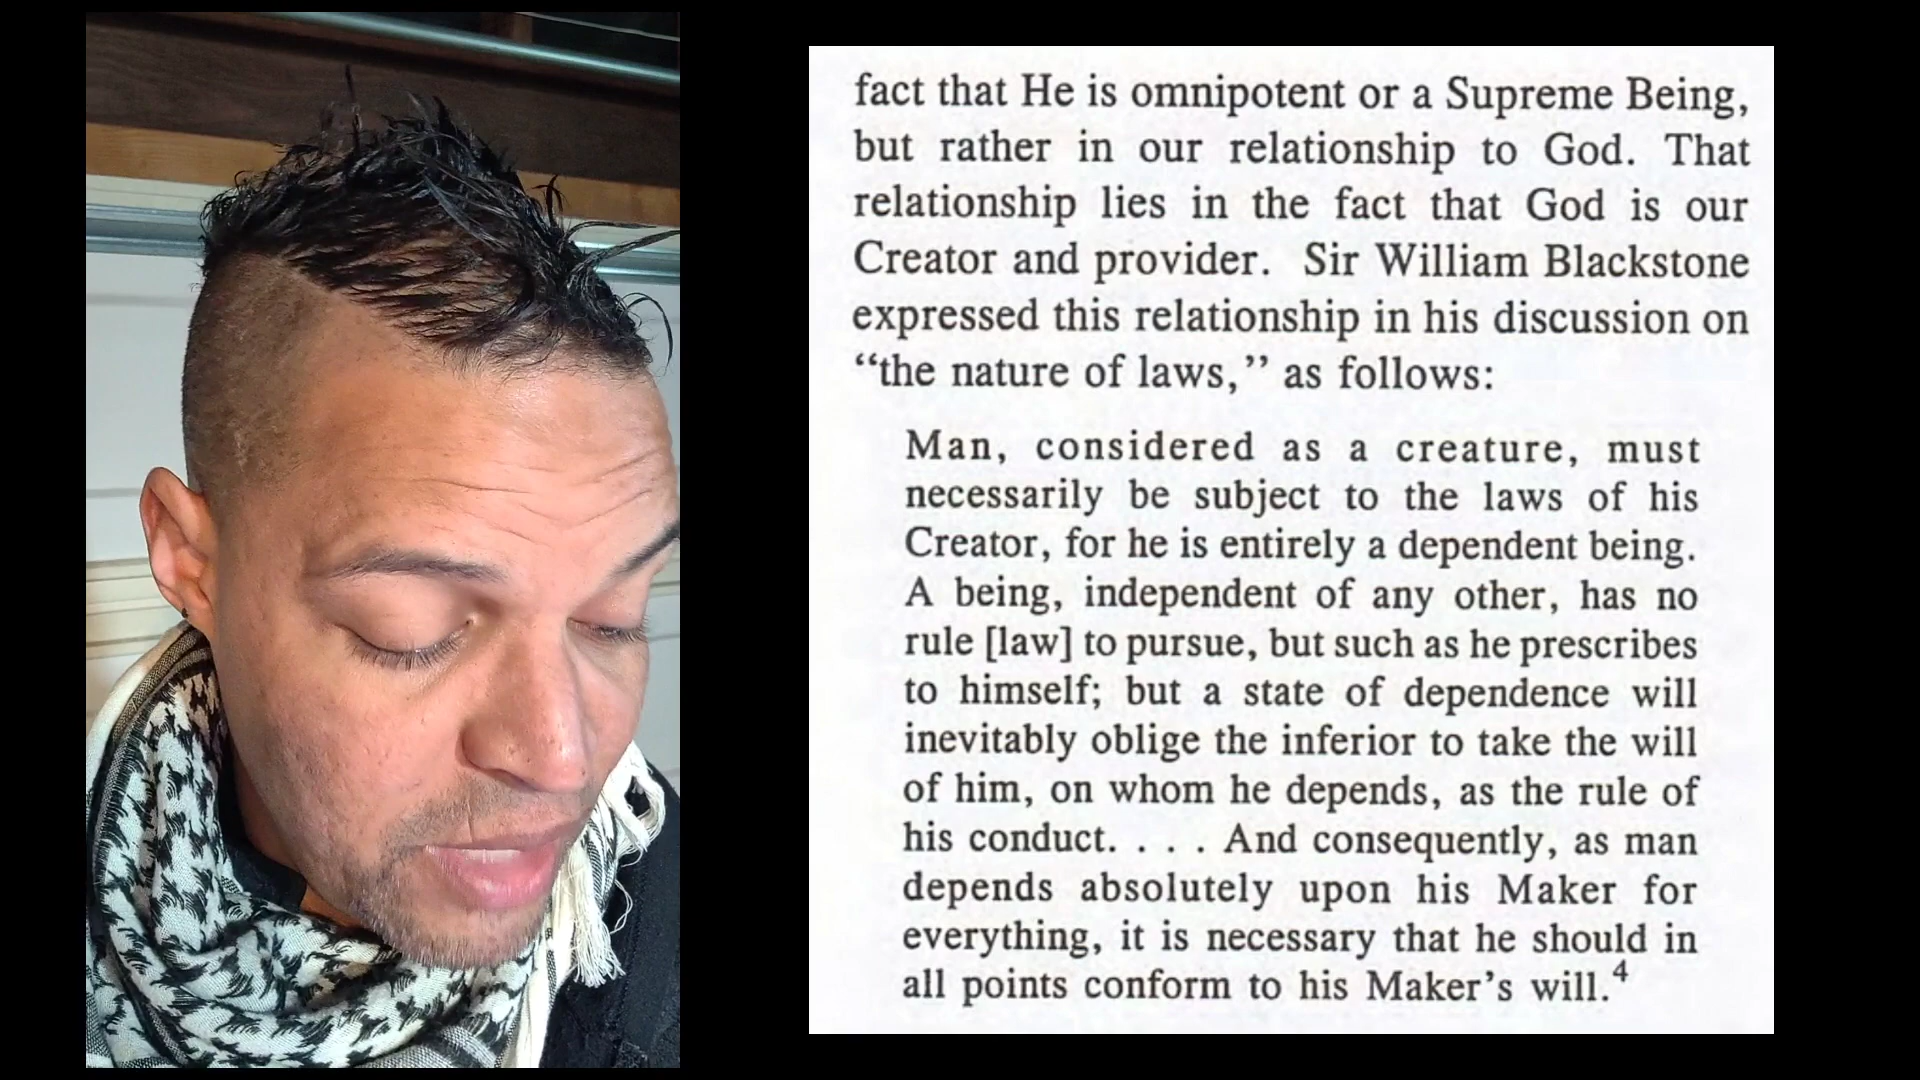 fact that He is omnipotent or a Supreme Being,
but rather in our relationship to God. That
relationship lies in the fact that God is our
Creator and provider. Sir William Blackstone
expressed this relationship in his discussion on
“the nature of laws,” as follows:
Man, considered as a creature, must
necessarily be subject to the laws of his
Creator, for he is entirely a dependent being.
A being, independent of any other, has no
rule [law] to pursue, but such as he prescribes
to himself; but a state of dependence will
inevitably oblige the inferior to take the will
of him, on whom he depends, as the rule of
his conduct. . . . And consequently, as man
depends absolutely upon his Maker for
everything, it is necessary that he should in
all points conform to his Maker’s will.4